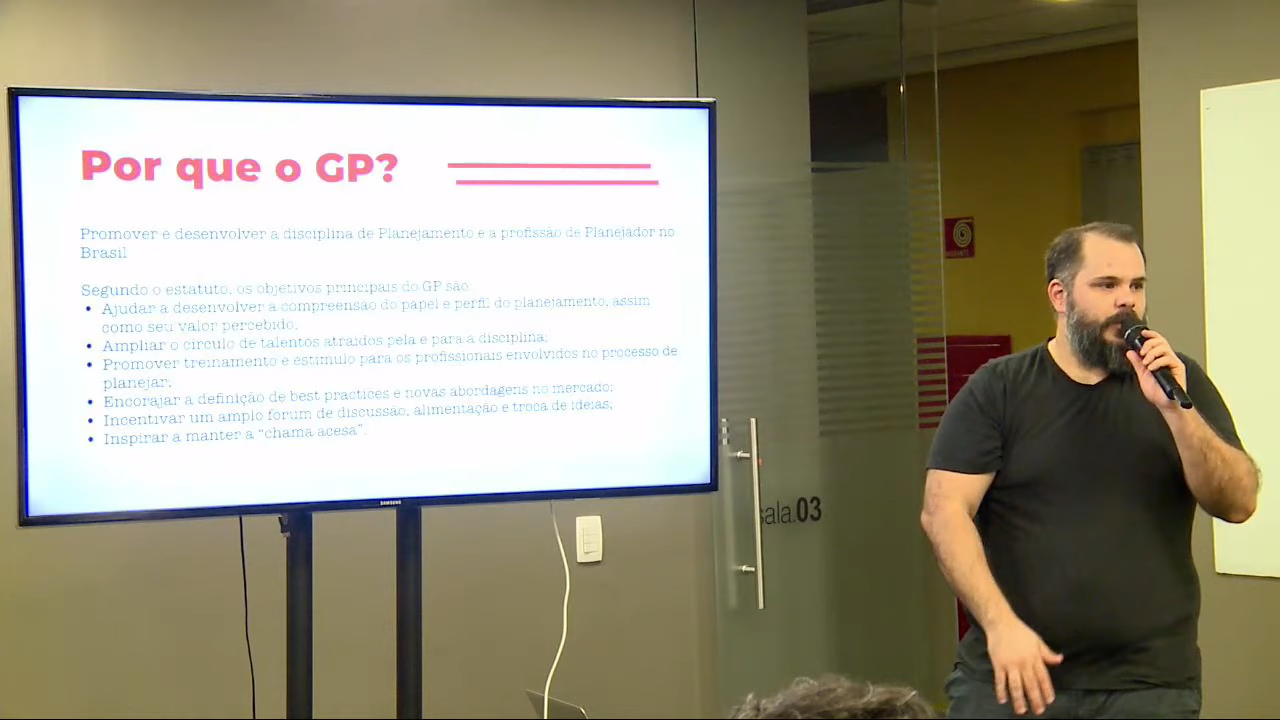 Por que o GP?
Promover e desenvolver a disciplina de Planejamento e a profissão de Planejador no
Brasil
Segundo o estatuto, os objetivos principais do GP são:
• Ajudar a desenvolver a compreensão do papel e perfil do planejamento, assim
como seu valor percebido;
• Ampliar o círculo de talentos atraídos pela e para a disciplina;
• Promover treinamento e estímulo para os profissionais envolvidos no processo de
planejar;
• Encorajar a definição de best practices e novas abordagens no mercado;
• Incentivar um amplo fórum de discussão, alimentação e troca de ideias;
• Inspirar a manter a “chama acesa”.
SAMSUNG
sala.03